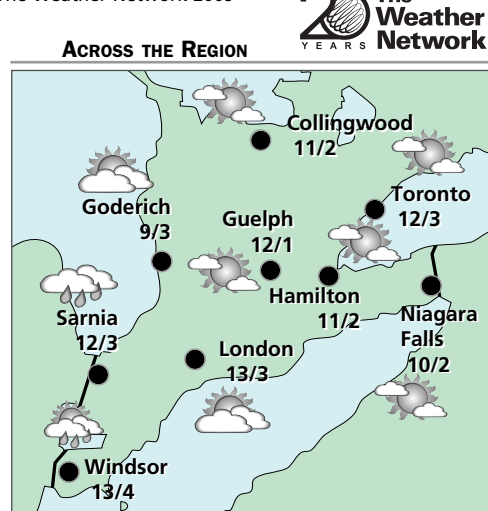 The Weather Network 2009
The
Weather
Network
20
YEARS
ACROSS THE REGION
Collingwood
11/2
Toronto
12/3
Goderich
9/3
Guelph
12/1
Hamilton
11/2
Niagara
Falls
10/2
Sarnia
12/3
London
13/3
Windsor
13/4